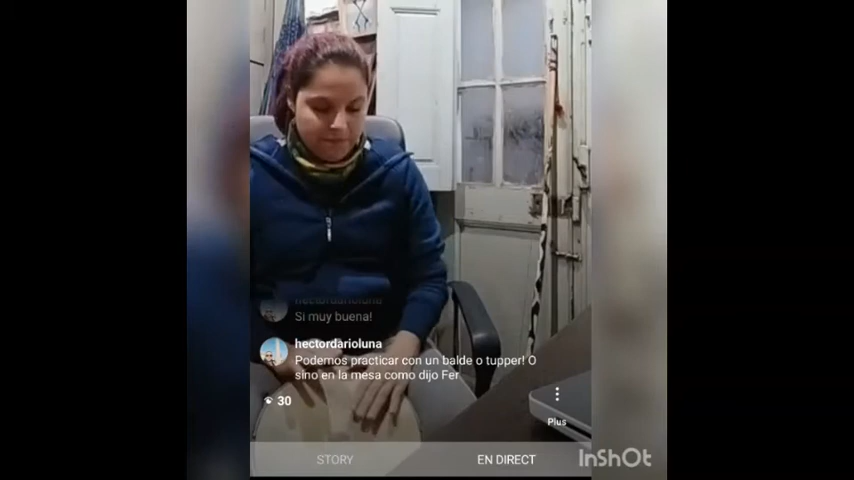 hectordarioluna
Si muy buena!
hectordarioluna
Podemos practicar con un balde o tupper! O
sino en la mesa como dijo Fer
30
Plus
STORY
EN DIRECT
InShOt